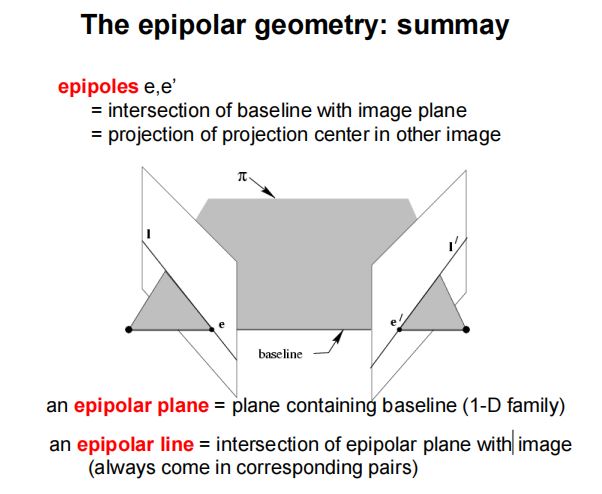 The epipolar geometry: summay
epipoles e,e’
= intersection of baseline with image plane
= projection of projection center in other image
π
l
l /
e
e /
baseline
an epipolar plane = plane containing baseline (1-D family)
an epipolar line = intersection of epipolar plane with image
(always come in corresponding pairs)